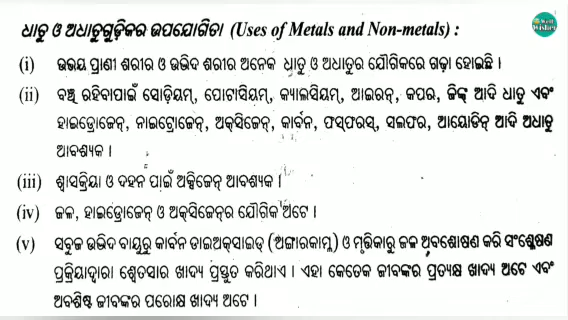 ଧାତୁ ଓ ଅଧାତୁଗୁଡ଼ିକର ଉପଯୋଗିତା (Uses of Metals and Non-metals) :
(i) ଉଭୟ ପ୍ରାଣୀ ଶରୀର ଓ ଉଦ୍ଭିଦ ଶରୀର ଅନେକ ଧାତୁ ଓ ଅଧାତୁର ଯୌଗିକରେ ଗଢ଼ା ହୋଇଛି ।
(ii) ବଞ୍ଚି ରହିବାପାଇଁ ସୋଡ଼ିୟମ୍, ପୋଟାସିୟମ୍, କ୍ୟାଲସିୟମ୍, ଆଇରନ୍, କପର, ଜିଙ୍କ୍ ଆଦି ଧାତୁ ଏବଂ
ହାଇଡ୍ରୋଜେନ୍, ନାଇଟ୍ରୋଜେନ୍, ଅକ୍‌ସିଜେନ୍, କାର୍ବନ, ଫସ୍‌ଫରସ୍, ସଲଫର, ଆୟୋଡିନ୍ ଆଦି ଅଧାତୁ
ଆବଶ୍ୟକ ।
(iii) ଶ୍ୱାସକ୍ରିୟା ଓ ଦହନ ପାଇଁ ଅକ୍ସିଜେନ୍ ଆବଶ୍ୟକ ।
(iv) ଜଳ, ହାଇଡ୍ରୋଜେନ୍ ଓ ଅକ୍‌ସିଜେନ୍‌ର ଯୌଗିକ ଅଟେ ।
(v) ସବୁଜ ଉଦ୍ଭିଦ ବାୟୁରୁ କାର୍ବନ ଡାଇଅକ୍‌ସାଇଡ୍ (ଅଙ୍ଗାରକାମ୍ଳ) ଓ ମୃତ୍ତିକାରୁ ଜଳ ଅବଶୋଷଣ କରି ସଂଶ୍ଳେଷଣ
ପ୍ରକ୍ରିୟାଦ୍ୱାରା ଶ୍ୱେତସାର ଖାଦ୍ୟ ପ୍ରସ୍ତୁତ କରିଥାଏ । ଏହା କେତେକ ଜୀବଙ୍କର ପ୍ରତ୍ୟକ୍ଷ ଖାଦ୍ୟ ଅଟେ ଏବଂ
ଅବଶିଷ୍ଟ ଜୀବଙ୍କର ପରୋକ୍ଷ ଖାଦ୍ୟ ଅଟେ ।